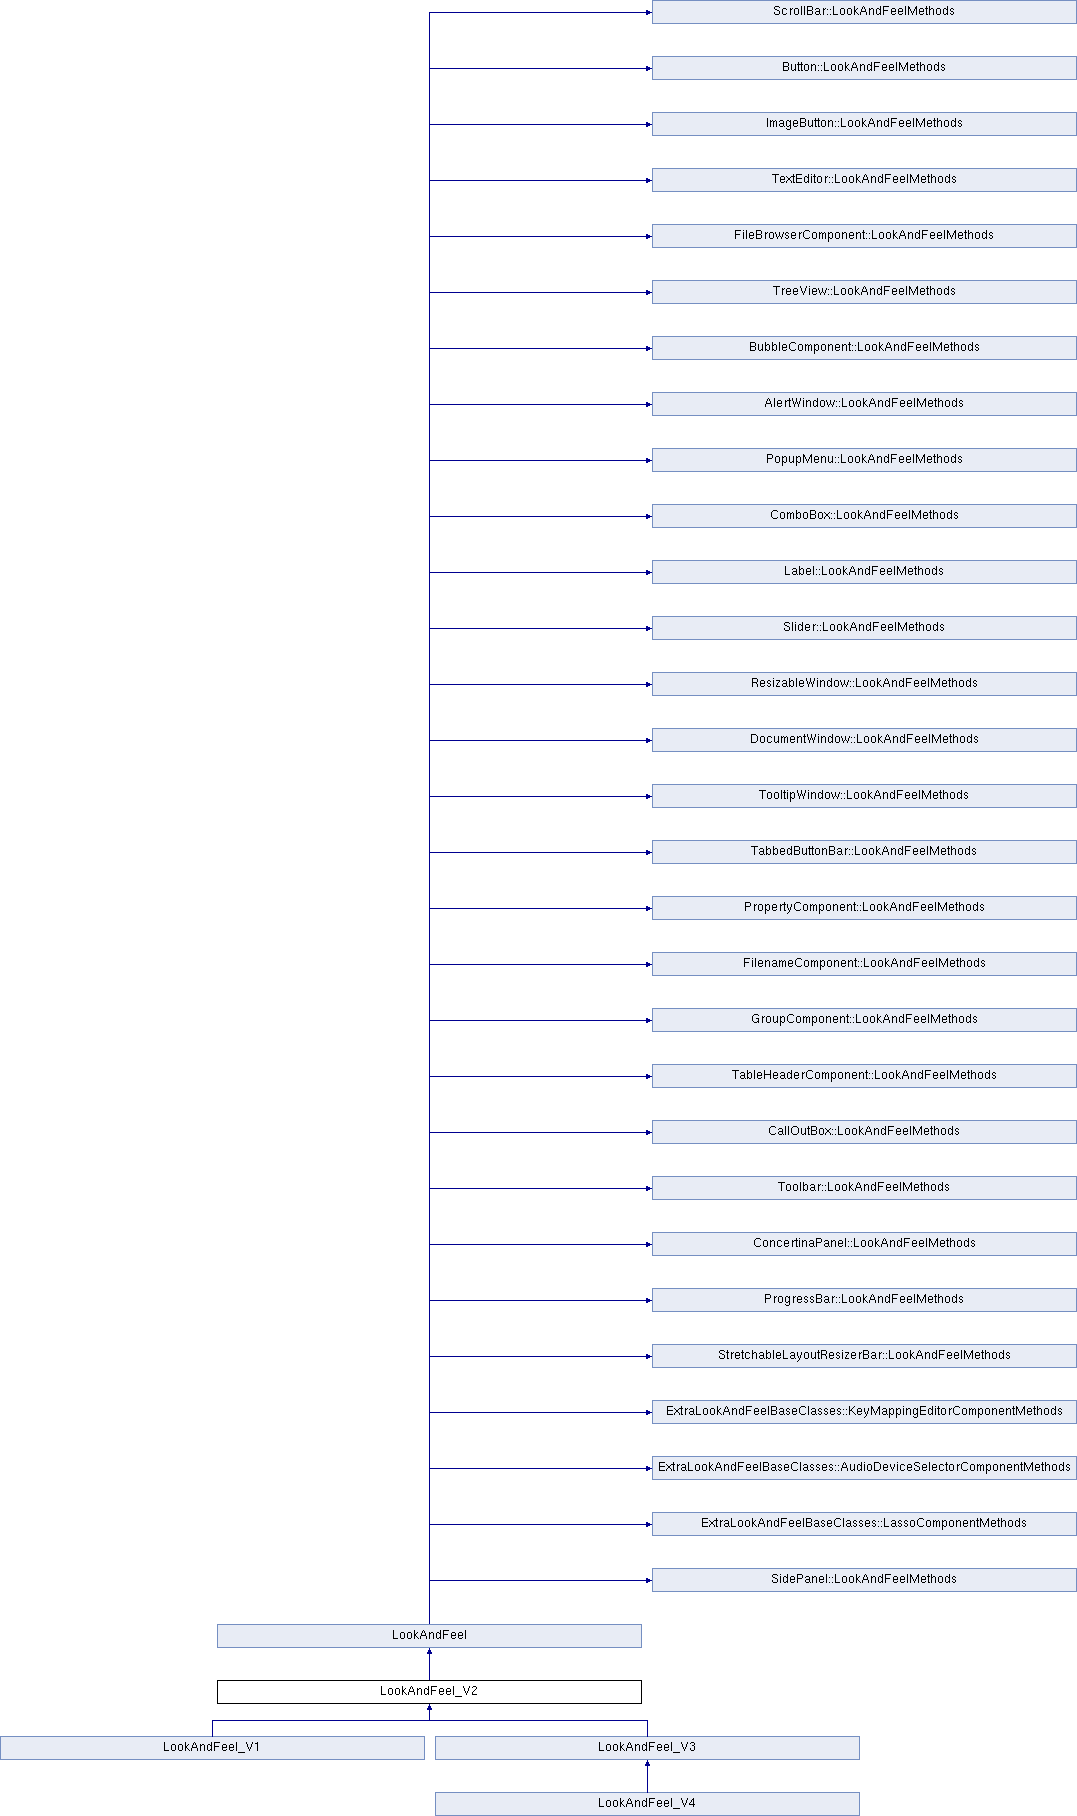 ScrollBar::LookAndFeelMethods
Button::LookAndFeelMethods
ImageButton::LookAndFeelMethods
TextEditor::LookAndFeelMethods
FileBrowserComponent::LookAndFeelMethods
TreeView::LookAndFeelMethods
BubbleComponent::LookAndFeelMethods
AlertWindow::LookAndFeelMethods
PopupMenu::LookAndFeelMethods
ComboBox::LookAndFeelMethods
Label::LookAndFeelMethods
Slider::LookAndFeelMethods
ResizableWindow::LookAndFeelMethods
DocumentWindow::LookAndFeelMethods
TooltipWindow::LookAndFeelMethods
TabbedButtonBar::LookAndFeelMethods
PropertyComponent::LookAndFeelMethods
FilenameComponent::LookAndFeelMethods
GroupComponent::LookAndFeelMethods
TableHeaderComponent::LookAndFeelMethods
CallOutBox::LookAndFeelMethods
Toolbar::LookAndFeelMethods
ConcertinaPanel::LookAndFeelMethods
ProgressBar::LookAndFeelMethods
StretchableLayoutResizerBar::LookAndFeelMethods
ExtraLookAndFeelBaseClasses::KeyMappingEditorComponentMethods
ExtraLookAndFeelBaseClasses::AudioDeviceSelectorComponentMethods
ExtraLookAndFeelBaseClasses::LassoComponentMethods
SidePanel::LookAndFeelMethods
LookAndFeel
LookAndFeel_V2
LookAndFeel_V1
LookAndFeel_V3
LookAndFeel_V4